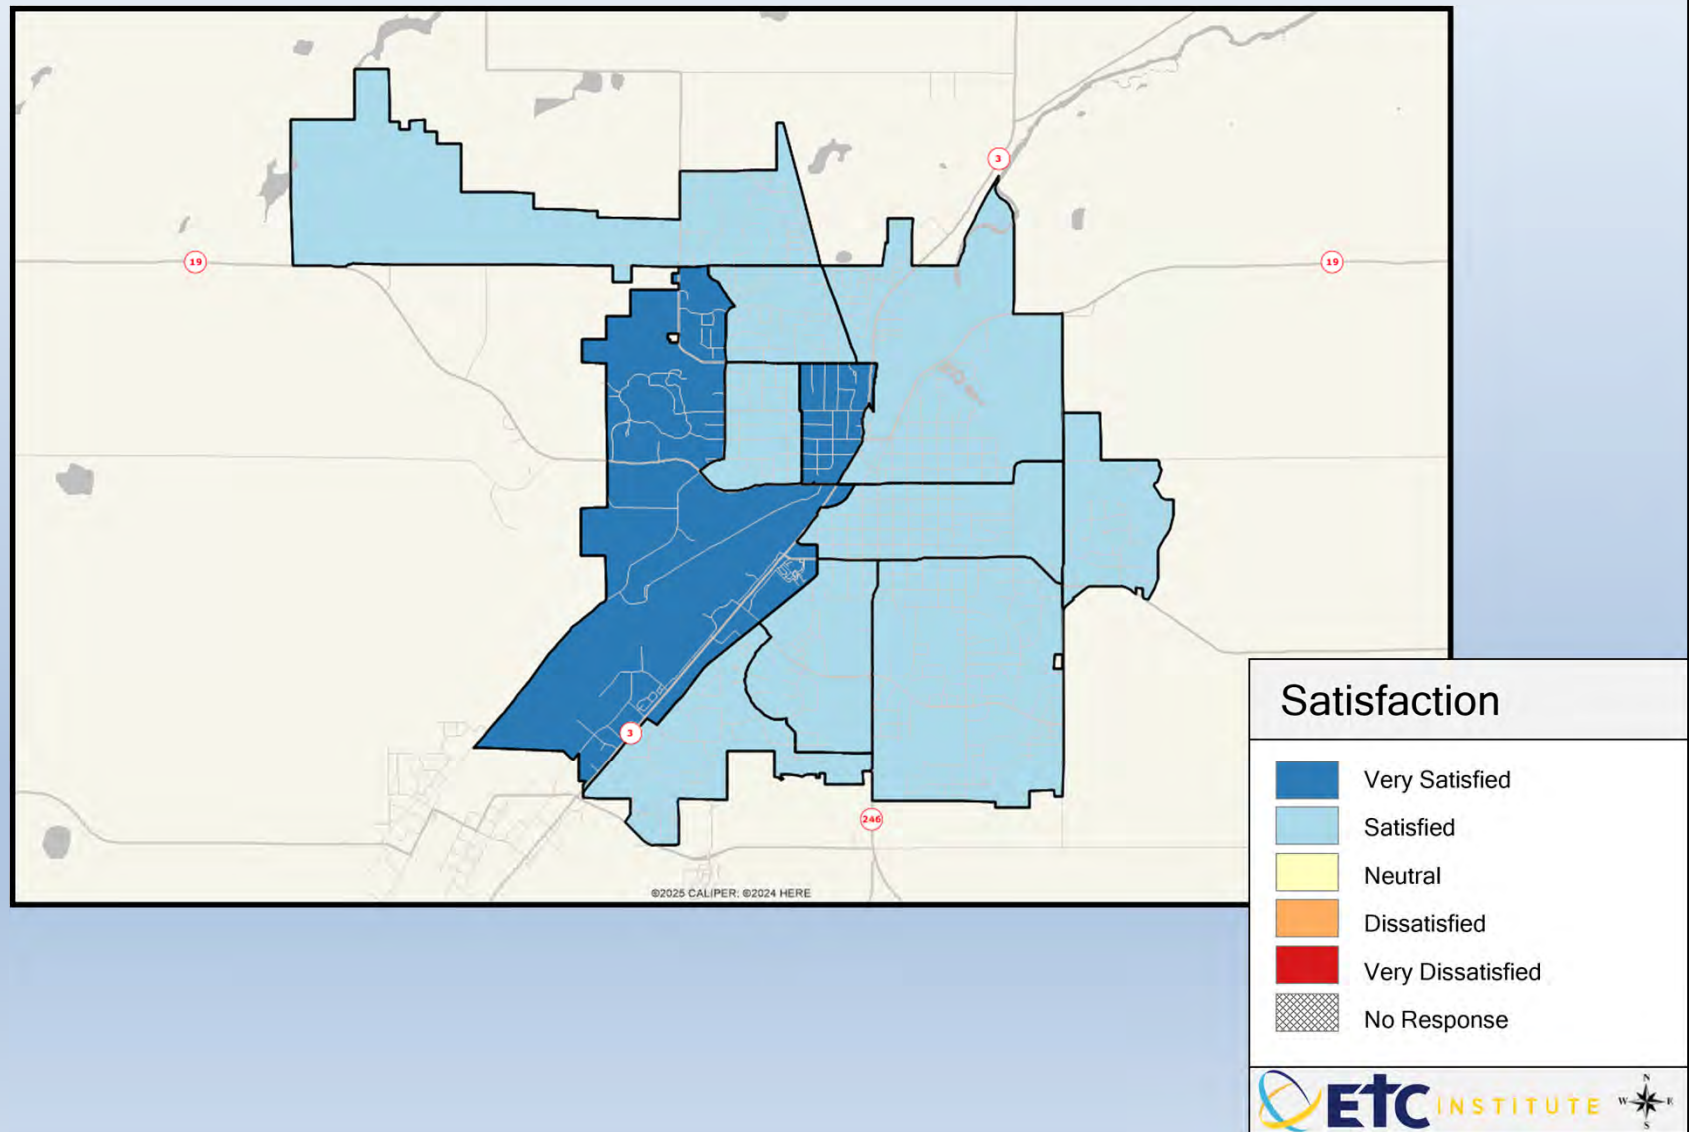 3
19
19
3
246
©2025 CALIPER; ©2024 HERE
Satisfaction
Very Satisfied
Satisfied
Neutral
Dissatisfied
Very Dissatisfied
No Response
ETC INSTITUTE
N
W E
S